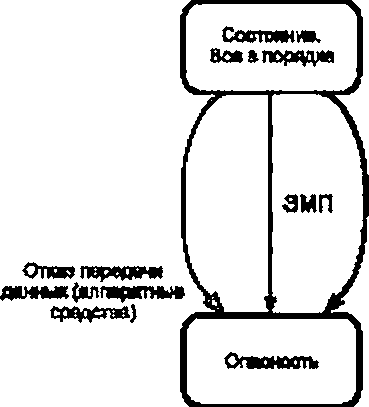 Состояние.
Все в порядке
ЭМП
Отказ передачи
данных (аппаратные
средства)
Опасность